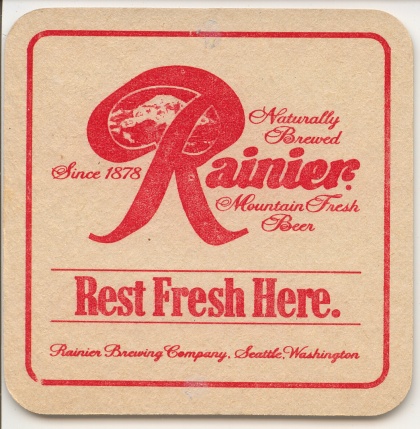 Naturally
Brewed
Since 1878
Rainier
Mountain Fresh
Beer
Rest Fresh Here.
Rainier Brewing Company, Seattle, Washington